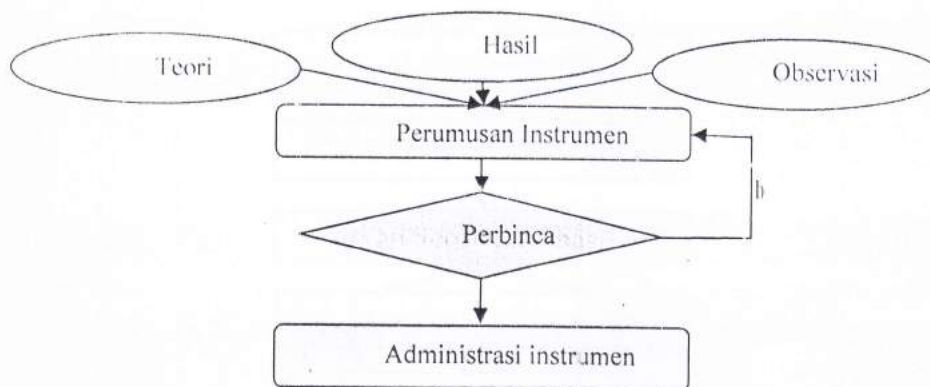 Hasil
Teori
Observasi
Perumusan Instrumen
b
Perbinca
Administrasi instrumen